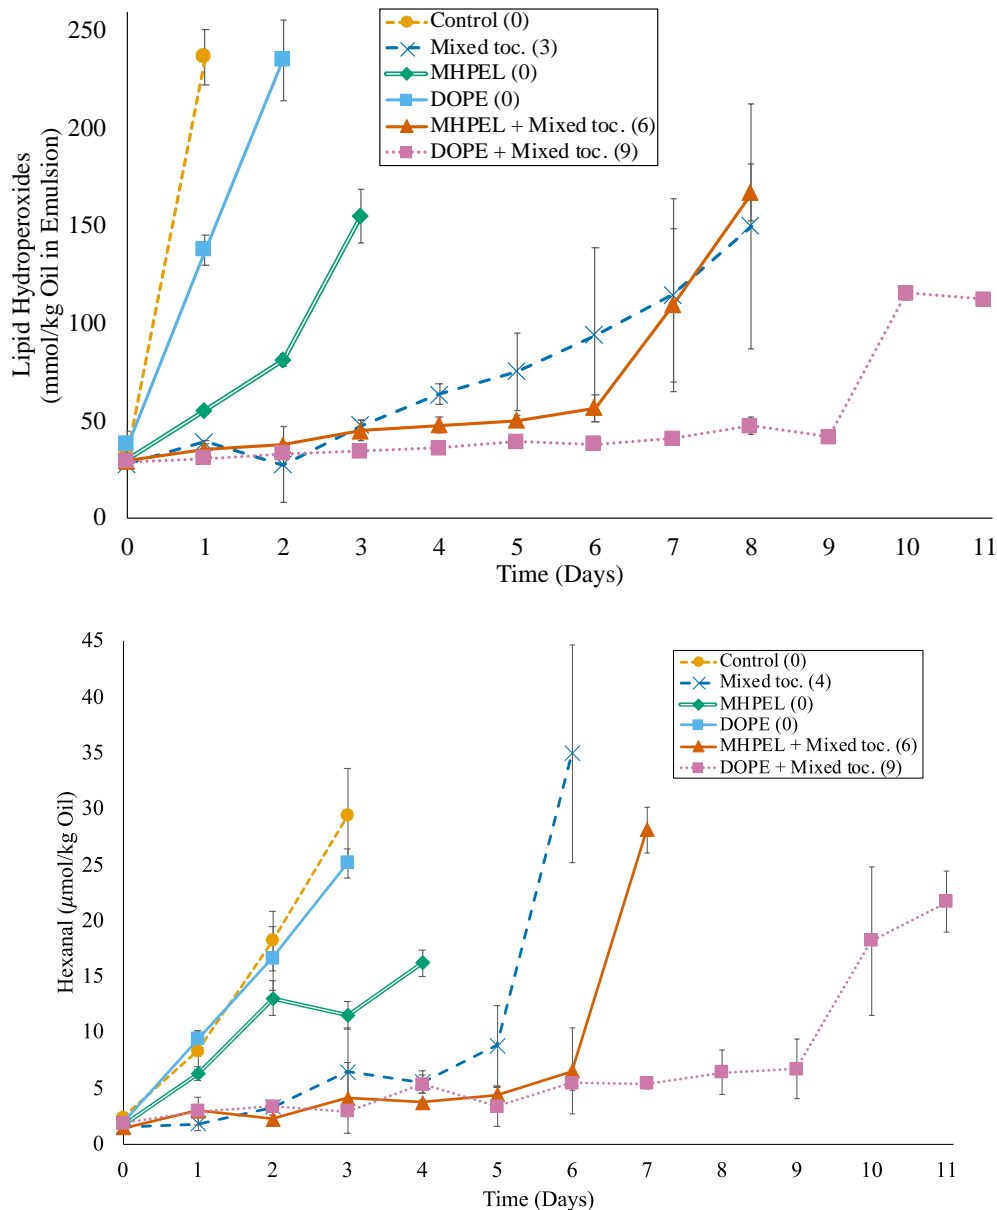 250
200
150
100
50
0
Lipid Hydroperoxides
(mmol/kg Oil in Emulsion)
Control (0)
Mixed toc. (3)
MHPEL (0)
DOPE (0)
MHPEL + Mixed toc. (6)
DOPE + Mixed toc. (9)
0 1 2 3 4 5 6 7 8 9 10 11
Time (Days)
45
40
35
30
25
20
15
10
5
0
Hexanal (μmol/kg Oil)
Control (0)
Mixed toc. (4)
MHPEL (0)
DOPE (0)
MHPEL + Mixed toc. (6)
DOPE + Mixed toc. (9)
0 1 2 3 4 5 6 7 8 9 10 11
Time (Days)